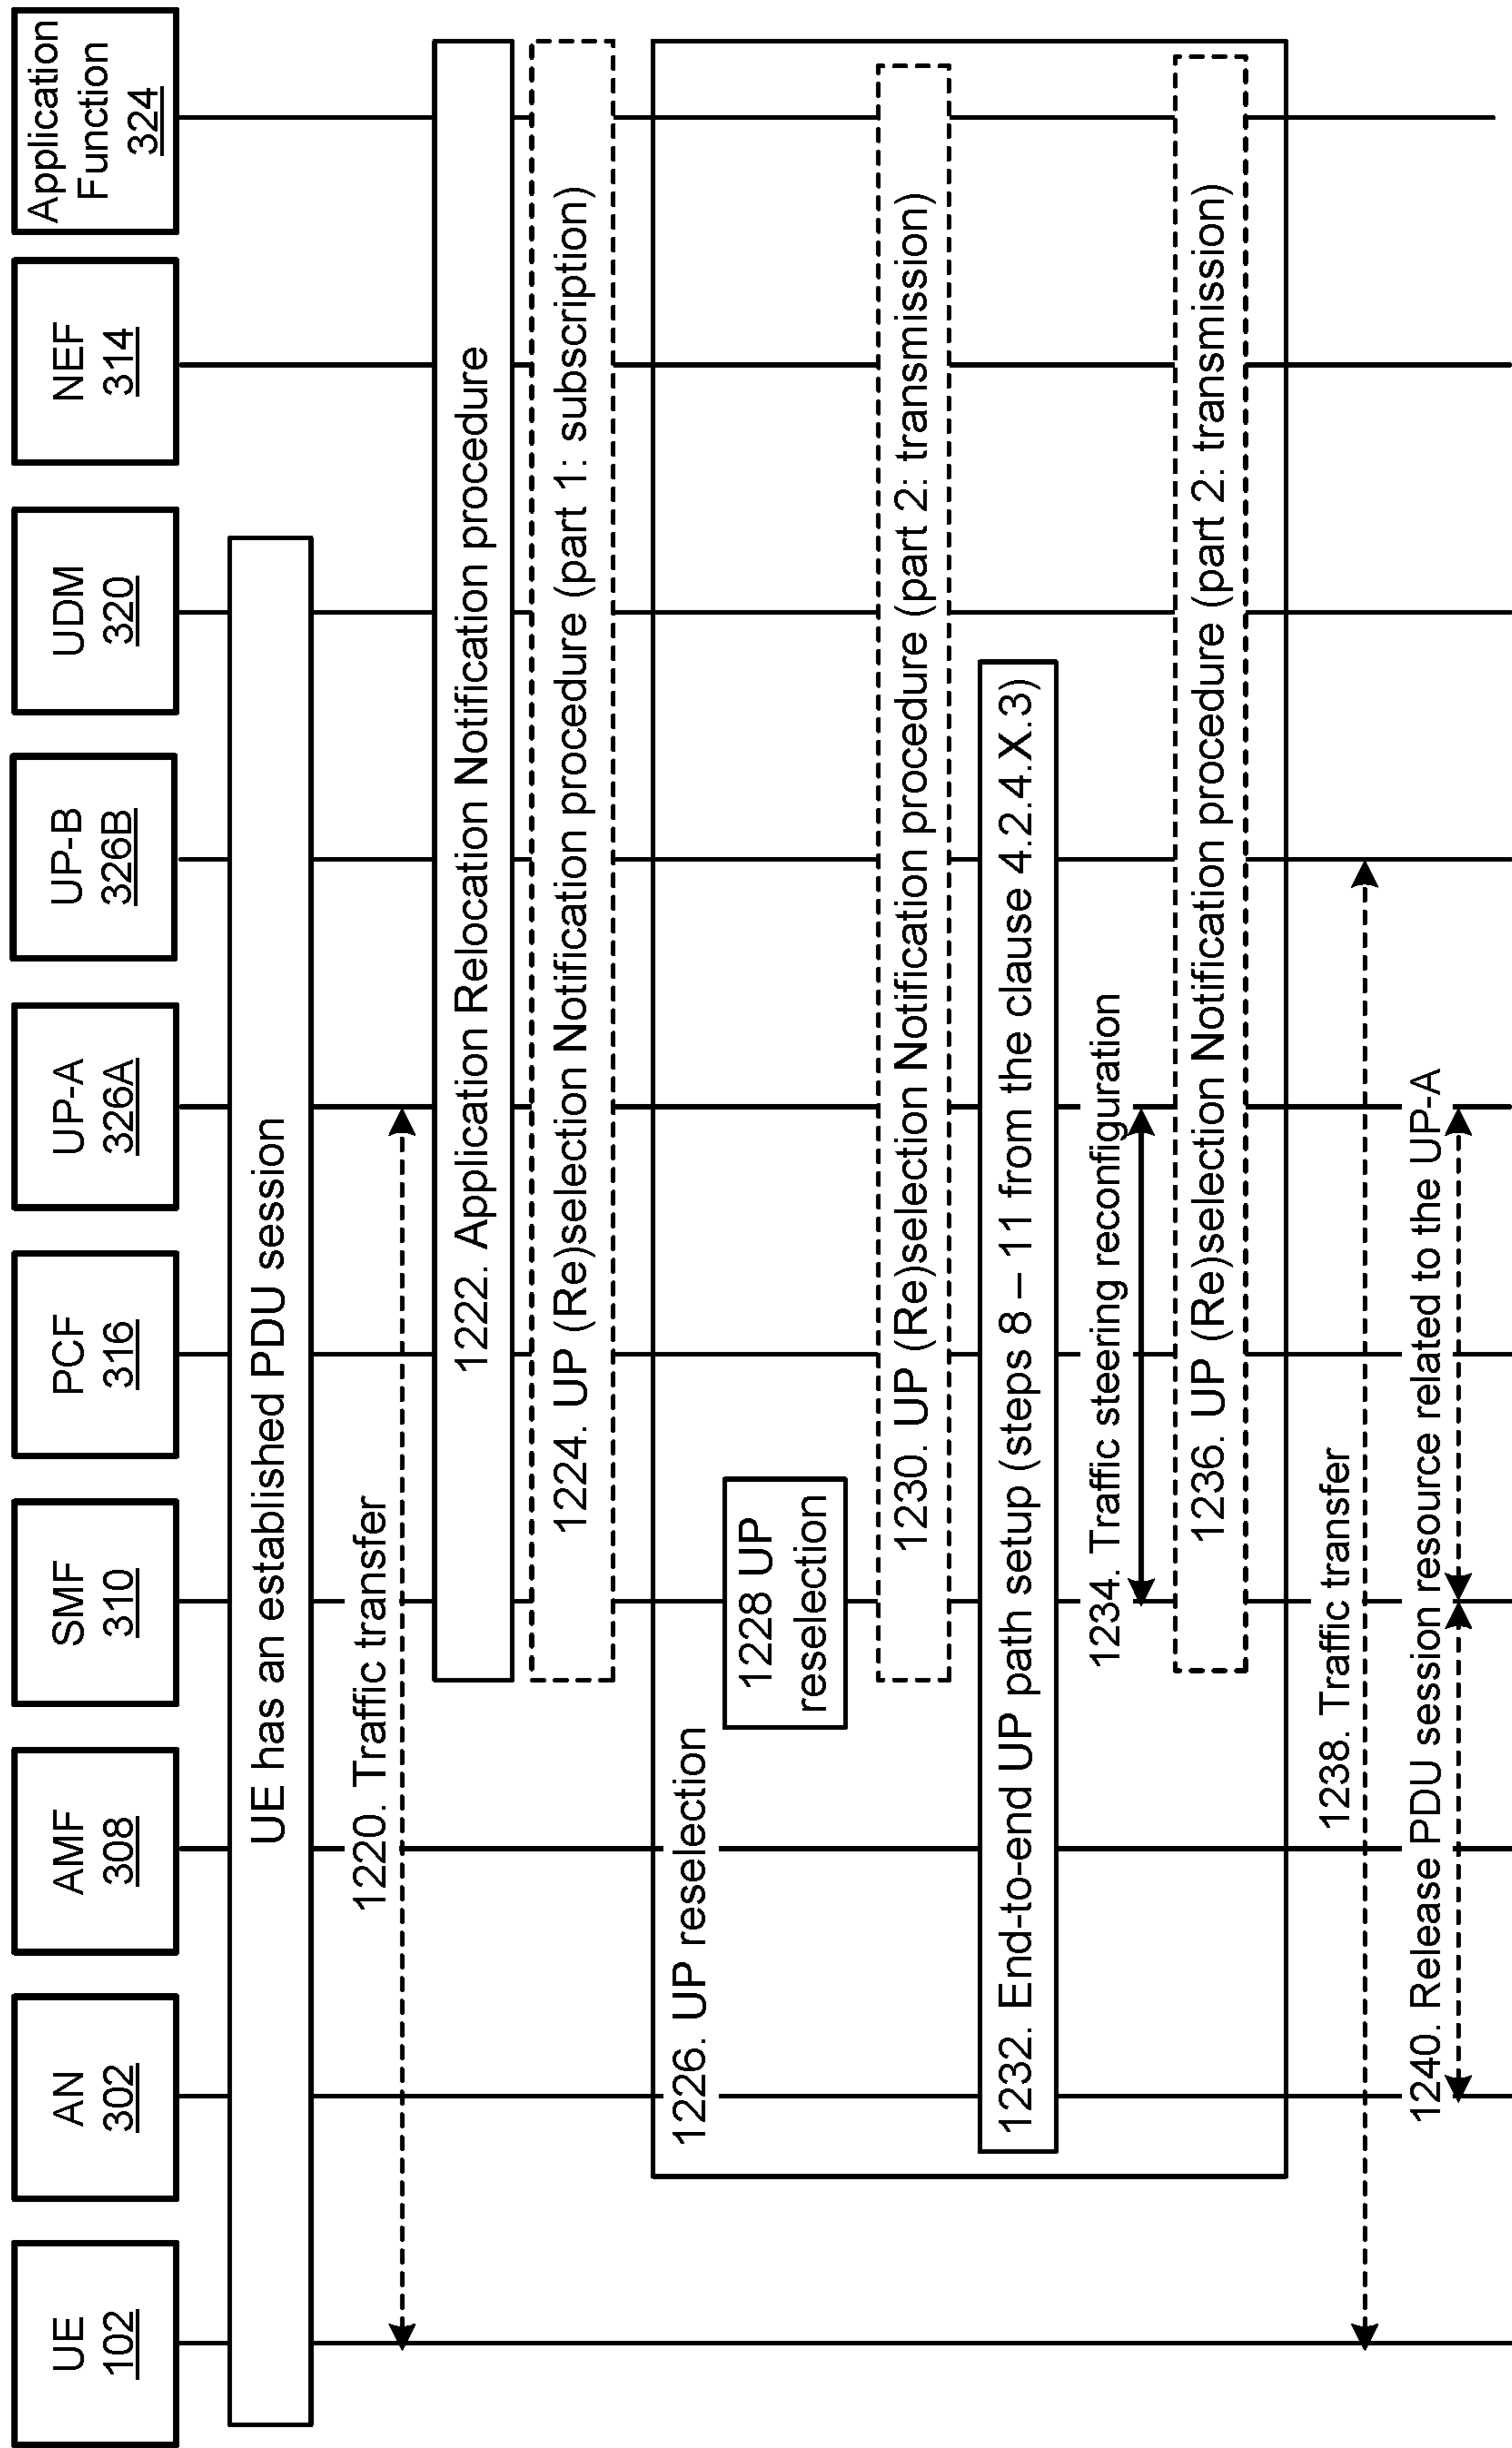 UE
102
AN
302
AMF
308
SMF
310
PCF
316
UP-A
326A
UP-B
326B
UDM
320
NEF
314
Application
Function
324
UE has an established PDU session
1220. Traffic transfer
1222. Application Relocation Notification procedure
1224. UP (Re)selection Notification procedure (part 1: subscription)
1226. UP reselection
1228 UP
reselection
1230. UP (Re)selection Notification procedure (part 2: transmission)
1232. End-to-end UP path setup (steps 8 – 11 from the clause 4.2.4.X.3)
1234. Traffic steering reconfiguration
1236. UP (Re)selection Notification procedure (part 2: transmission)
1238. Traffic transfer
1240. Release PDU session resource related to the UP-A